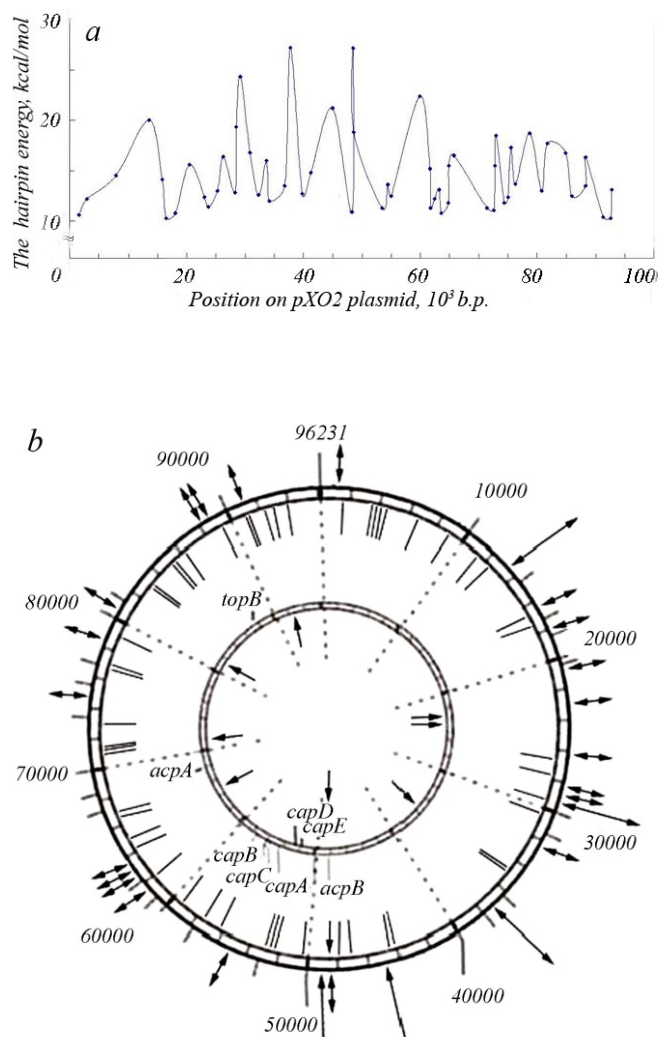 a
The hairpin energy, kcal/mol
30
20
10
0
20
40
60
80
100
Position on pXO2 plasmid, 10³ b.p.
b
96231
90000
10000
80000
20000
topB
70000
acpA
30000
capD
capE
capB
capC
capA
acpB
60000
50000
40000